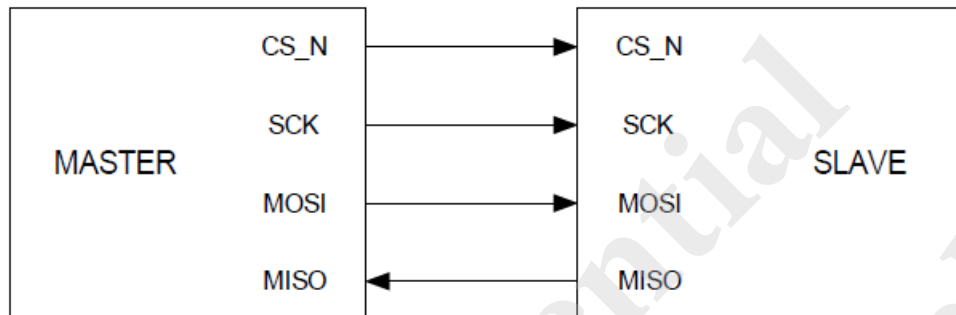 CS_N CS_N
SCK SCK
MASTER SLAVE
MOSI MOSI
MISO MISO